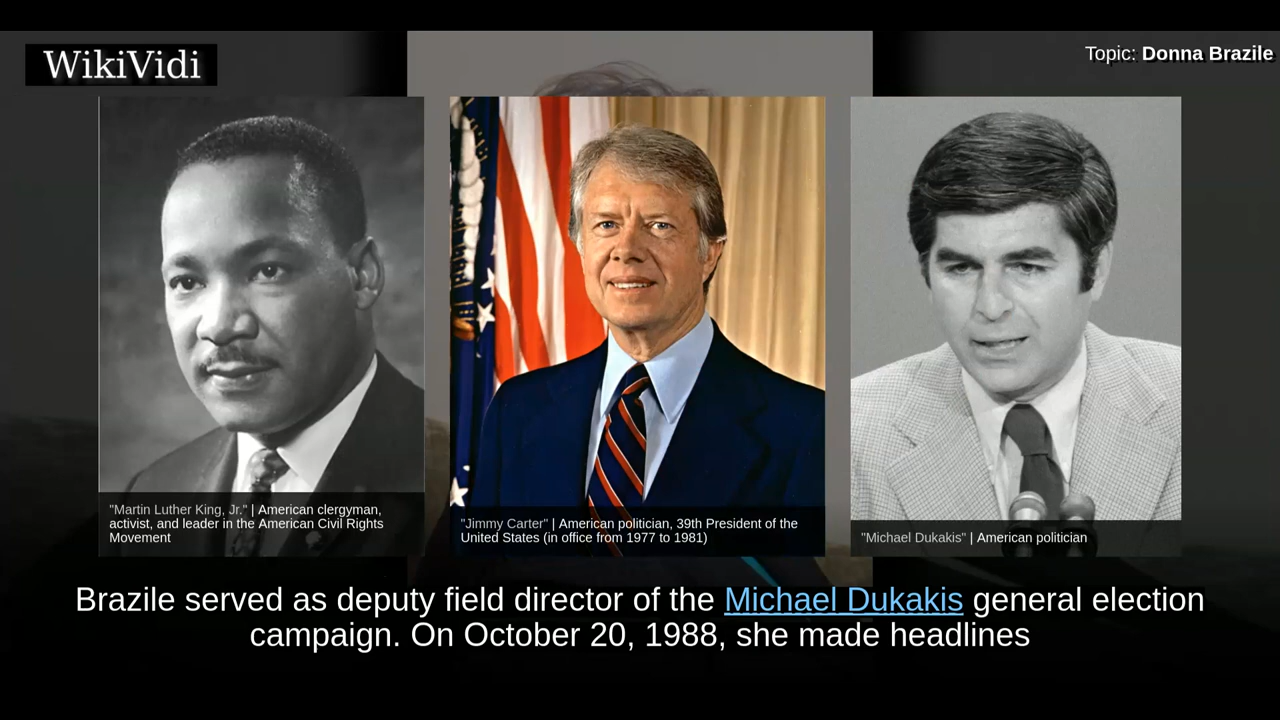 WikiVidi
Topic: Donna Brazile
"Martin Luther King, Jr." | American clergyman,
activist, and leader in the American Civil Rights
Movement
"Jimmy Carter" | American politician, 39th President of the
United States (in office from 1977 to 1981)
"Michael Dukakis" | American politician
Brazile served as deputy field director of the Michael Dukakis general election
campaign. On October 20, 1988, she made headlines